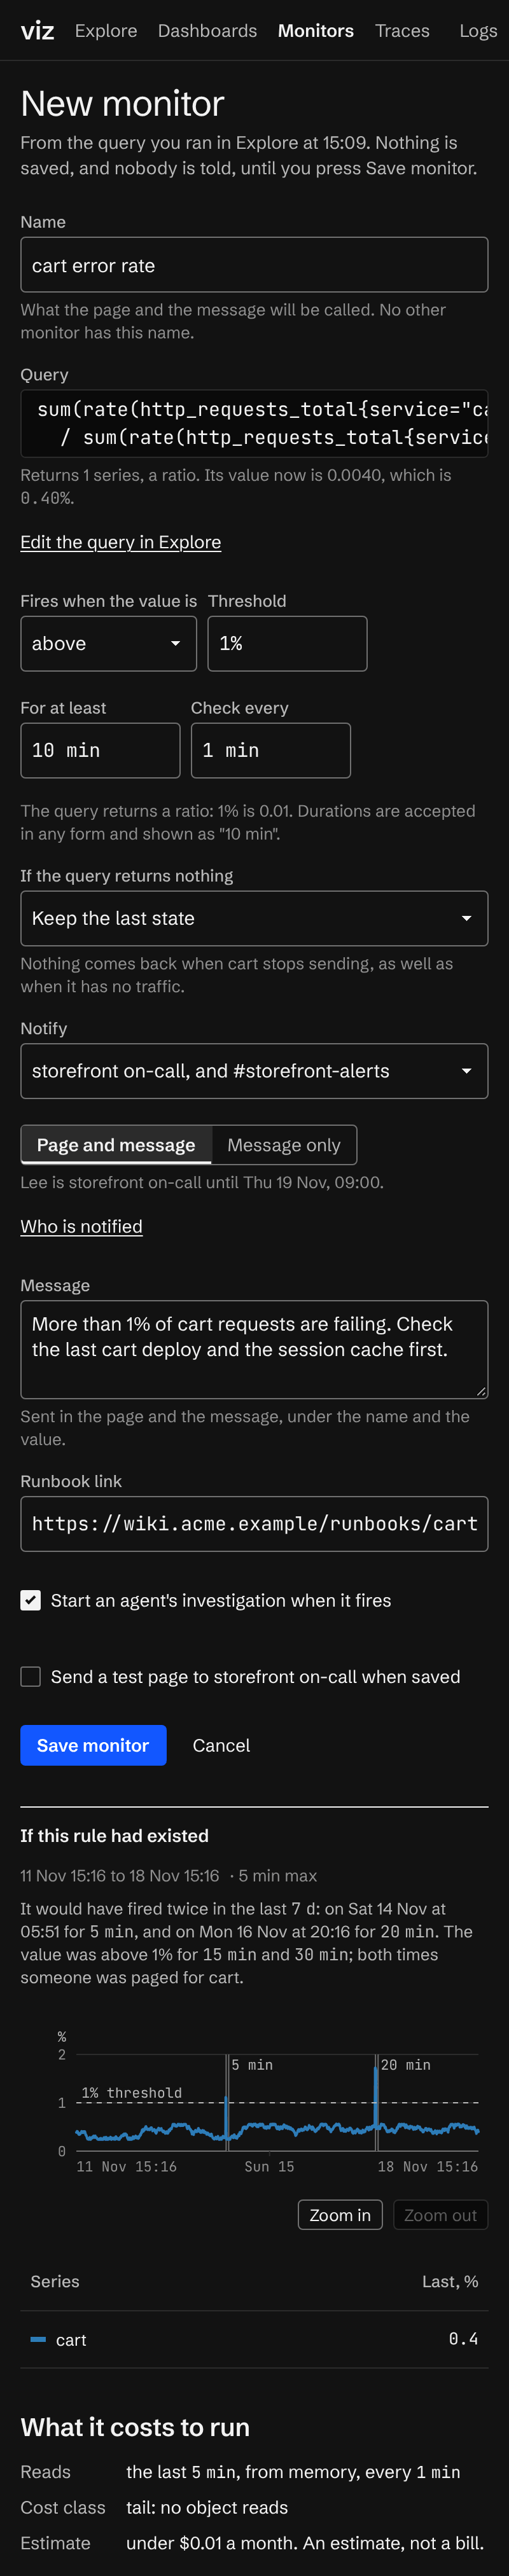 viz Explore Dashboards Monitors Traces Logs
New monitor
From the query you ran in Explore at 15:09. Nothing is
saved, and nobody is told, until you press Save monitor.
Name
cart error rate
What the page and the message will be called. No other
monitor has this name.
Query
sum(rate(http_requests_total{service="ca
/ sum(rate(http_requests_total{service
Returns 1 series, a ratio. Its value now is 0.0040, which is
0.40%.
Edit the query in Explore
Fires when the value is Threshold
above 1%
For at least Check every
10 min 1 min
The query returns a ratio: 1% is 0.01. Durations are accepted
in any form and shown as "10 min".
If the query returns nothing
Keep the last state
Nothing comes back when cart stops sending, as well as
when it has no traffic.
Notify
storefront on-call, and #storefront-alerts
Page and message Message only
Lee is storefront on-call until Thu 19 Nov, 09:00.
Who is notified
Message
More than 1% of cart requests are failing. Check
the last cart deploy and the session cache first.
Sent in the page and the message, under the name and the
value.
Runbook link
https://wiki.acme.example/runbooks/cart
Start an agent's investigation when it fires
Send a test page to storefront on-call when saved
Save monitor Cancel
If this rule had existed
11 Nov 15:16 to 18 Nov 15:16 · 5 min max
It would have fired twice in the last 7 d: on Sat 14 Nov at
05:51 for 5 min, and on Mon 16 Nov at 20:16 for 20 min. The
value was above 1% for 15 min and 30 min; both times
someone was paged for cart.
%
2 5 min 20 min
1% threshold
1
0
11 Nov 15:16 Sun 15 18 Nov 15:16
Zoom in Zoom out
Series Last, %
cart 0.4
What it costs to run
Reads the last 5 min, from memory, every 1 min
Cost class tail: no object reads
Estimate under $0.01 a month. An estimate, not a bill.